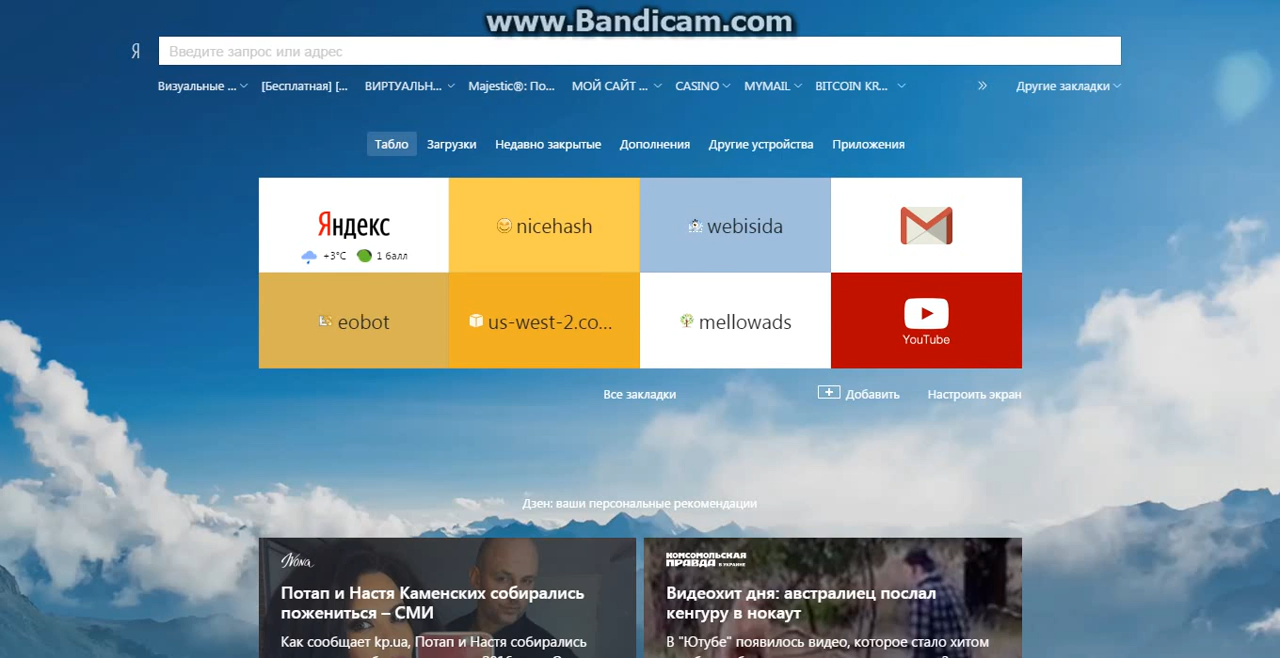 www.Bandicam.com
Я
Введите запрос или адрес
Визуальные ...
[Бесплатная] [...
ВИРТУАЛЬН...
Majestic®: По...
МОЙ САЙТ ...
CASINO
MYMAIL
BITCOIN KR...
»
Другие закладки
Табло
Загрузки
Недавно закрытые
Дополнения
Другие устройства
Приложения
Яндекс
+3°C 1 балл
nicehash
webisida
eobot
us-west-2.co...
mellowads
YouTube
Все закладки
Добавить
Настроить экран
Дзен: ваши персональные рекомендации
Nona
Потап и Настя Каменских собирались
пожениться – СМИ
Как сообщает kp.ua, Потап и Настя собирались
КОМСОМОЛЬСКАЯ
ПРАВДА В УКРАИНЕ
Видеохит дня: австралиец послал
кенгуру в нокаут
В "Ютубе" появилось видео, которое стало хитом